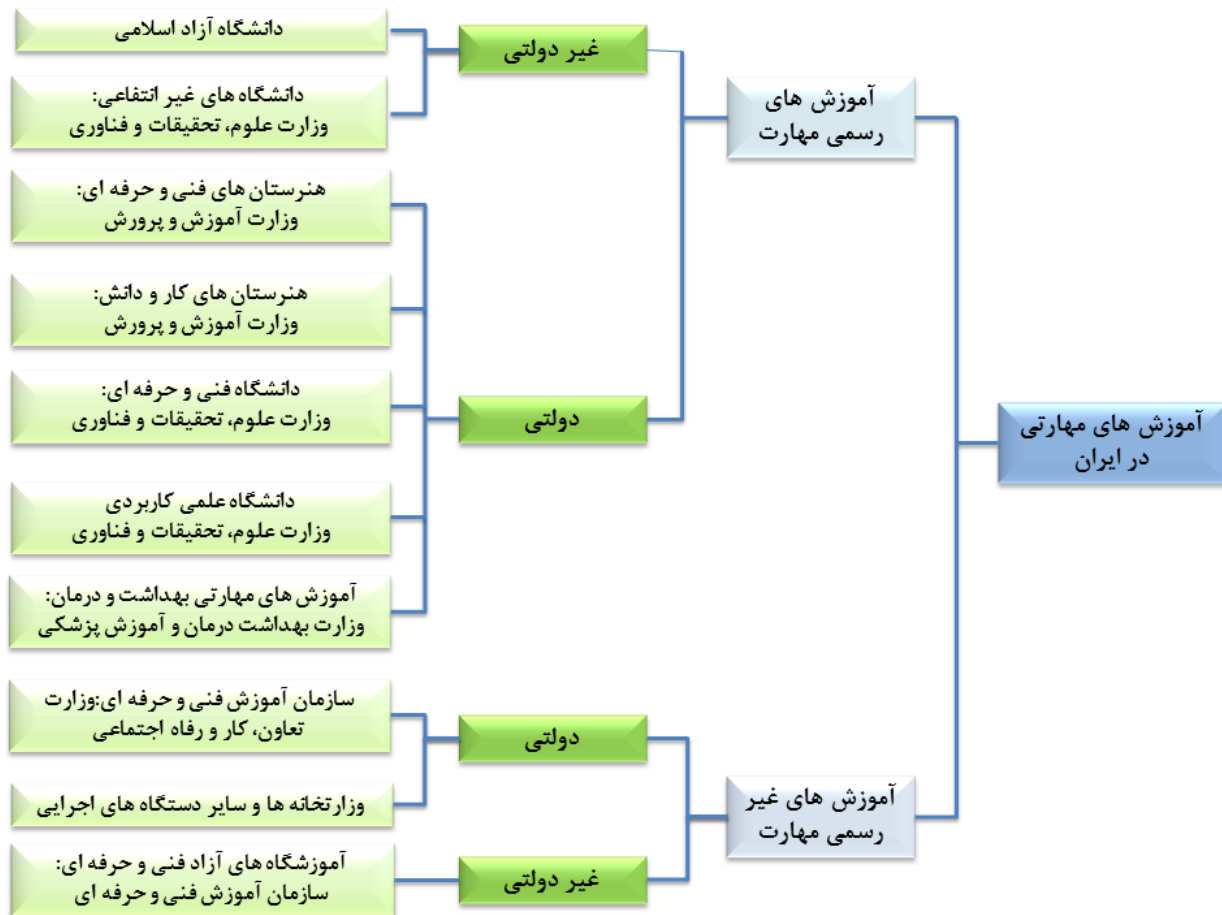 آموزش های مهارتی
در ایران
آموزش های
رسمی مهارت
غیر دولتی
دانشگاه آزاد اسلامی
دانشگاه های غیر انتفاعی:
وزارت علوم، تحقیقات و فناوری
دولتی
هنرستان های فنی و حرفه ای:
وزارت آموزش و پرورش
هنرستان های کار و دانش:
وزارت آموزش و پرورش
دانشگاه فنی و حرفه ای:
وزارت علوم، تحقیقات و فناوری
دانشگاه علمی کاربردی
وزارت علوم، تحقیقات و فناوری
آموزش های مهارتی بهداشت و درمان:
وزارت بهداشت درمان و آموزش پزشکی
آموزش های غیر
رسمی مهارت
دولتی
سازمان آموزش فنی و حرفه ای:وزارت
تعاون، کار و رفاه اجتماعی
وزارتخانه ها و سایر دستگاه های اجرایی
غیر دولتی
آموزشگاه های آزاد فنی و حرفه ای:
سازمان آموزش فنی و حرفه ای